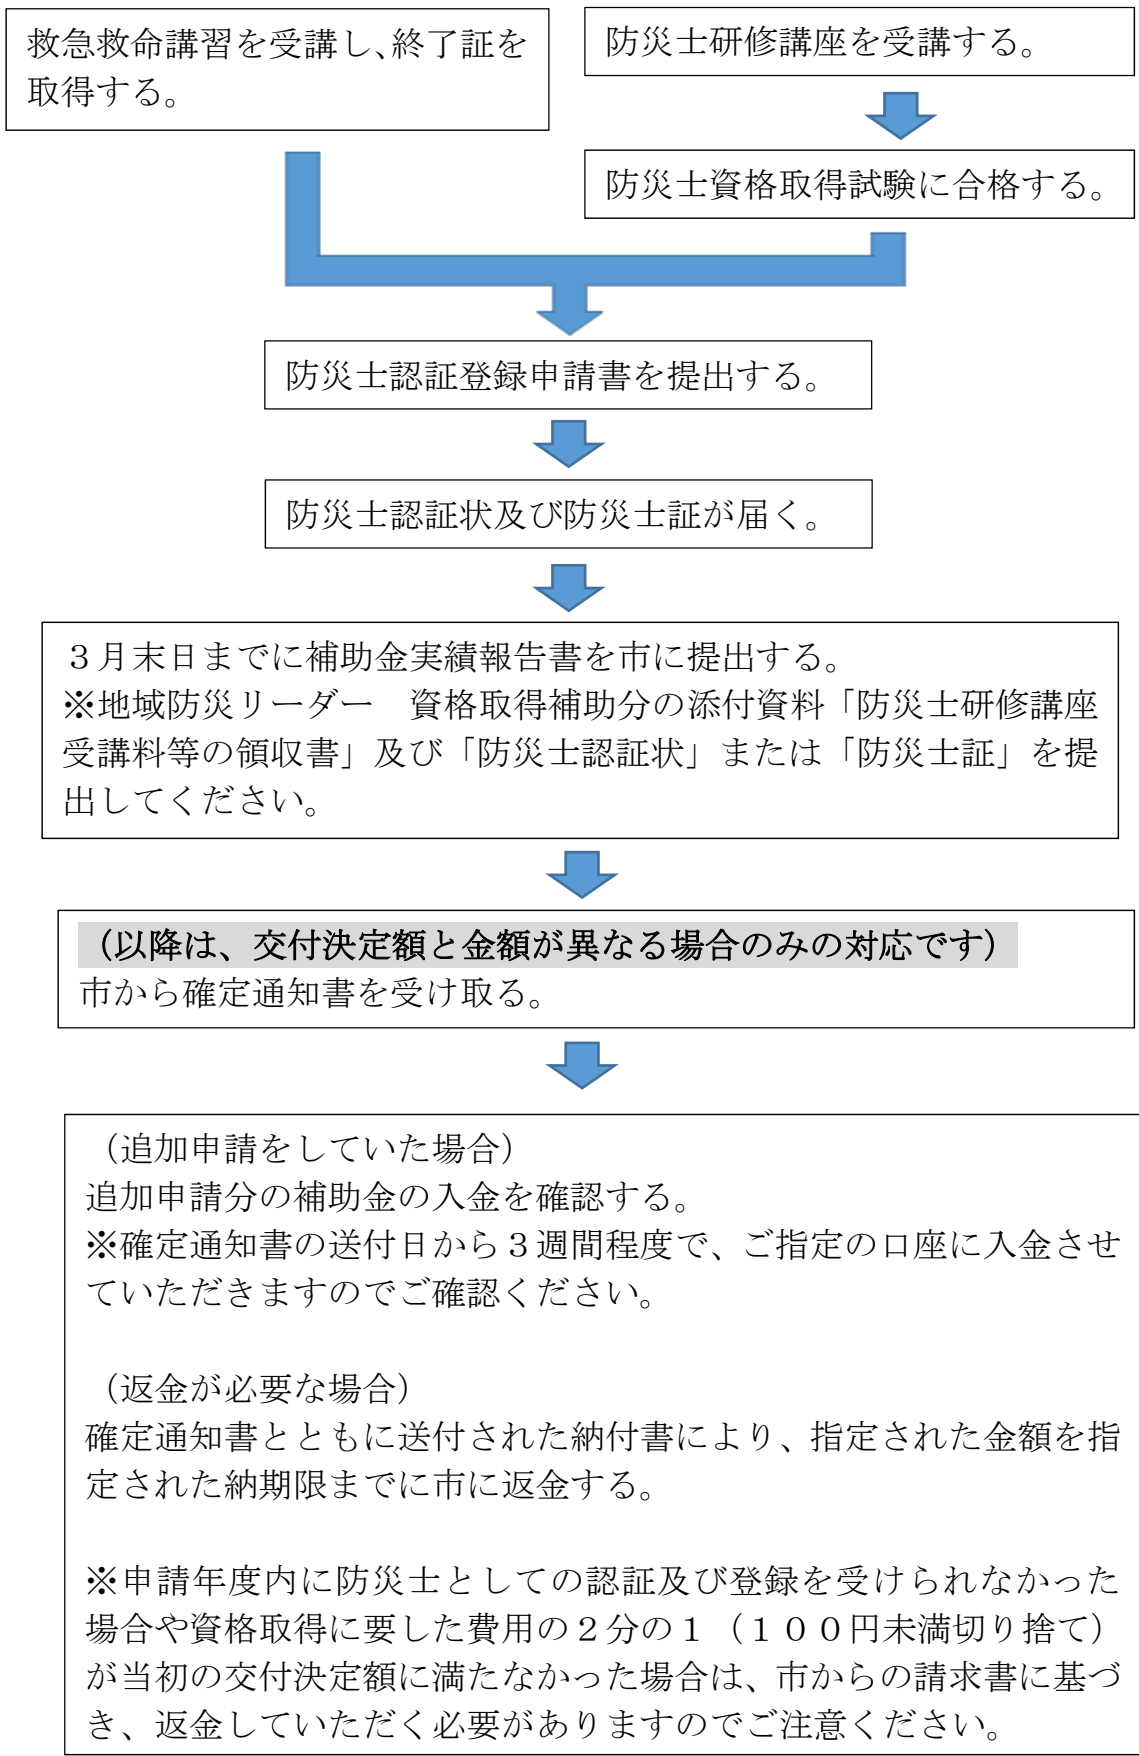 救急救命講習を受講し、終了証を
取得する。
防災士研修講座を受講する。
防災士資格取得試験に合格する。
防災士認証登録申請書を提出する。
防災士認証状及び防災士証が届く。
３月末日までに補助金実績報告書を市に提出する。
※地域防災リーダー　資格取得補助分の添付資料「防災士研修講座
受講料等の領収書」及び「防災士認証状」または「防災士証」を提
出してください。
（以降は、交付決定額と金額が異なる場合のみの対応です）
市から確定通知書を受け取る。
（追加申請をしていた場合）
追加申請分の補助金の入金を確認する。
※確定通知書の送付日から３週間程度で、ご指定の口座に入金させ
ていただきますのでご確認ください。
（返金が必要な場合）
確定通知書とともに送付された納付書により、指定された金額を指
定された納期限までに市に返金する。
※申請年度内に防災士としての認証及び登録を受けられなかった
場合や資格取得に要した費用の２分の１（１００円未満切り捨て）
が当初の交付決定額に満たなかった場合は、市からの請求書に基づ
き、返金していただく必要がありますのでご注意ください。